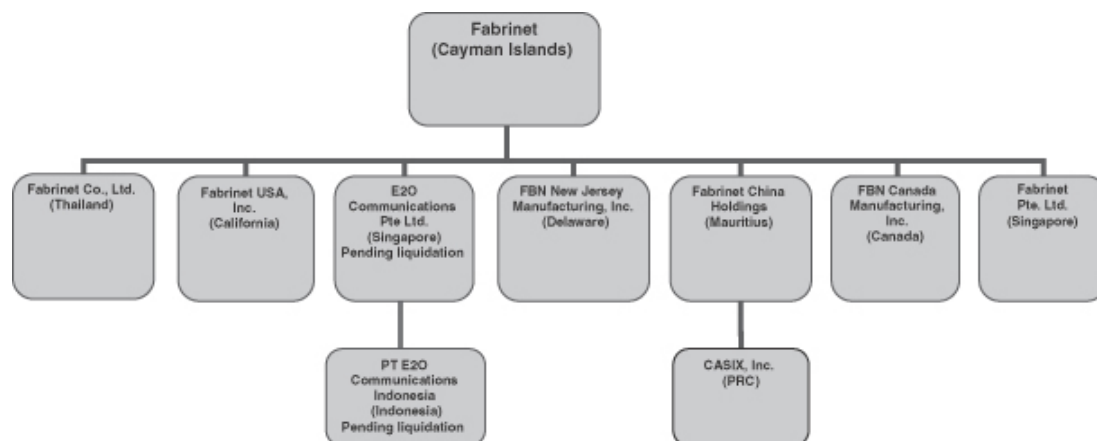 Fabrinet
(Cayman Islands)
Fabrinet Co., Ltd.
(Thailand)
Fabrinet USA,
Inc.
(California)
E2O
Communications
Pte Ltd.
(Singapore)
Pending liquidation
FBN New Jersey
Manufacturing, Inc.
(Delaware)
Fabrinet China
Holdings
(Mauritius)
FBN Canada
Manufacturing,
Inc.
(Canada)
Fabrinet
Pte. Ltd.
(Singapore)
PT E2O
Communications
Indonesia
(Indonesia)
Pending liquidation
CASIX, Inc.
(PRC)